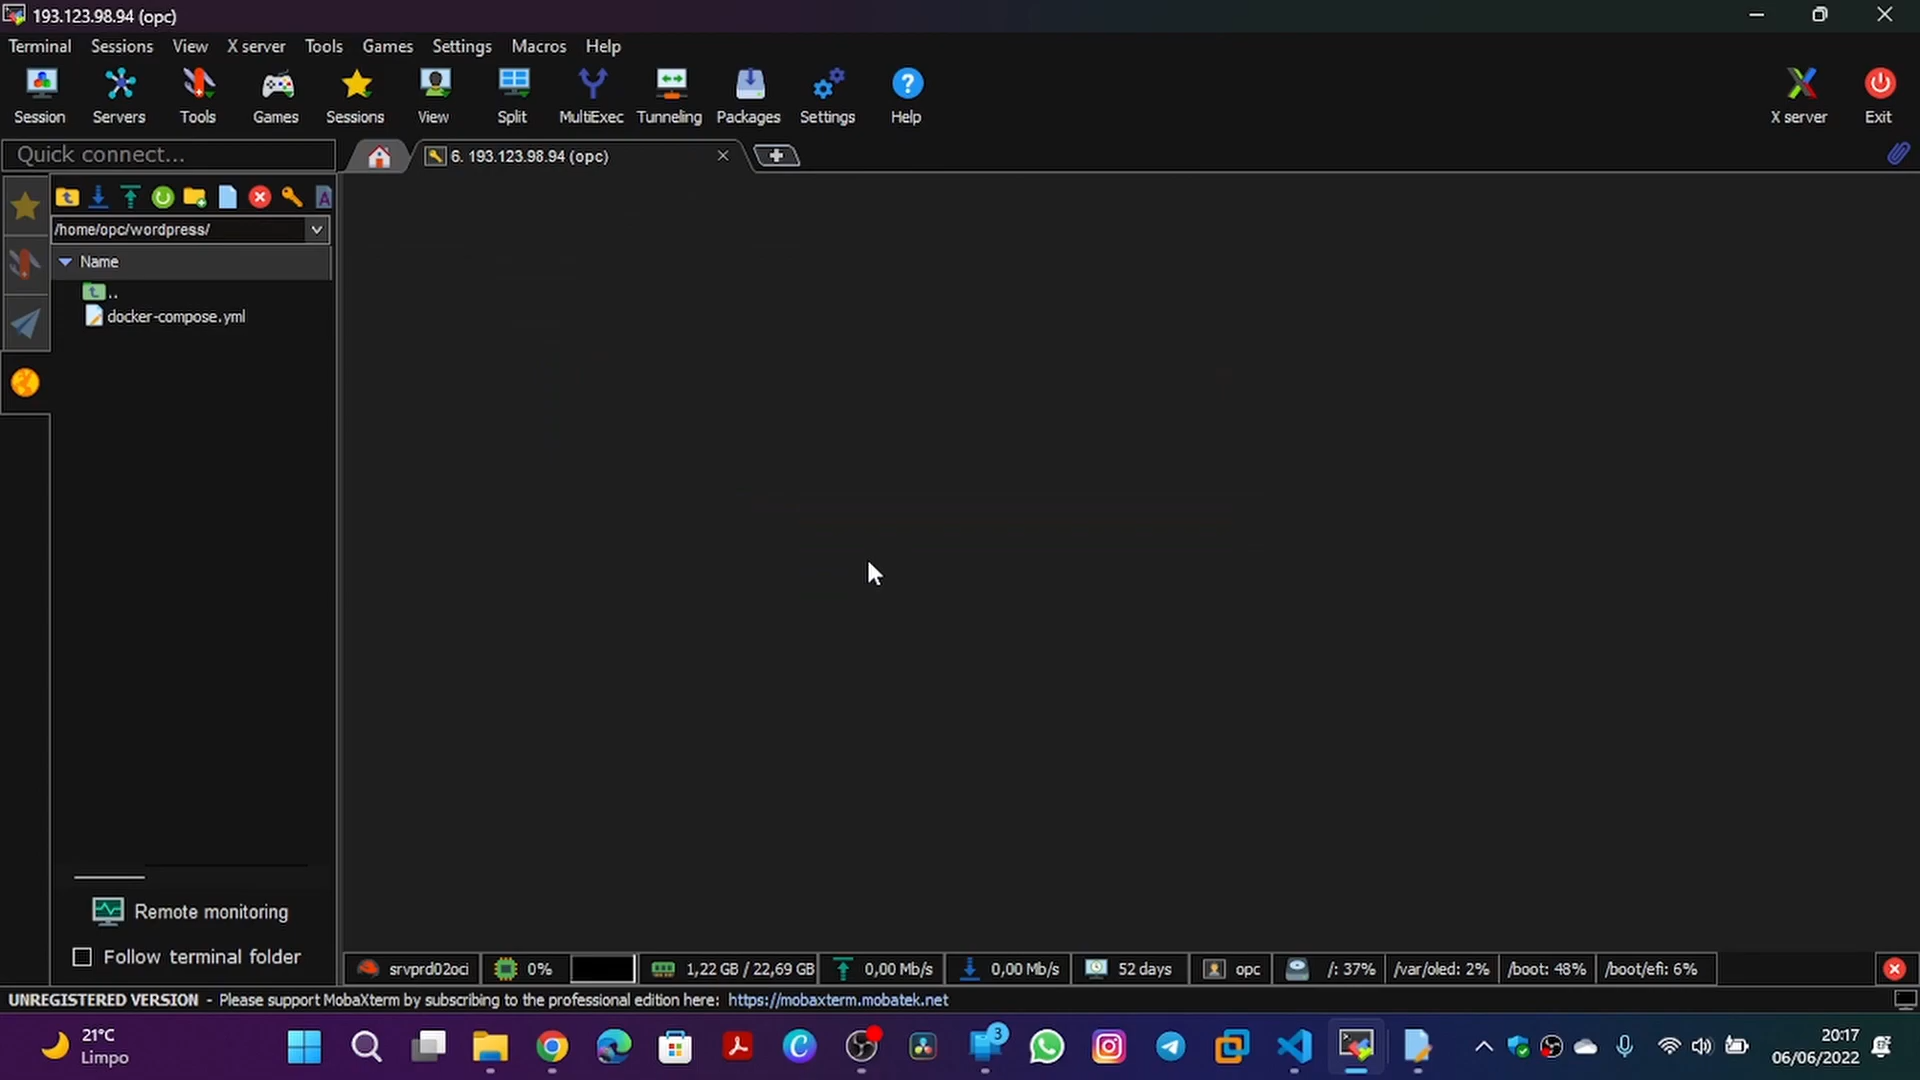 193.123.98.94 (opc)
Terminal Sessions View X server Tools Games Settings Macros Help
Session Servers Tools Games Sessions View Split MultiExec Tunneling Packages Settings Help X server Exit
Quick connect...
6. 193.123.98.94 (opc)
/home/opc/wordpress/
Name
..
docker-compose.yml
Remote monitoring
Follow terminal folder
srvprd02oci 0% 1,22 GB / 22,69 GB 0,00 Mb/s 0,00 Mb/s 52 days opc /: 37% /var/oled: 2% /boot: 48% /boot/efi: 6%
UNREGISTERED VERSION - Please support MobaXterm by subscribing to the professional edition here: https://mobaxterm.mobatek.net
21°C
Limpo
3
20:17
06/06/2022